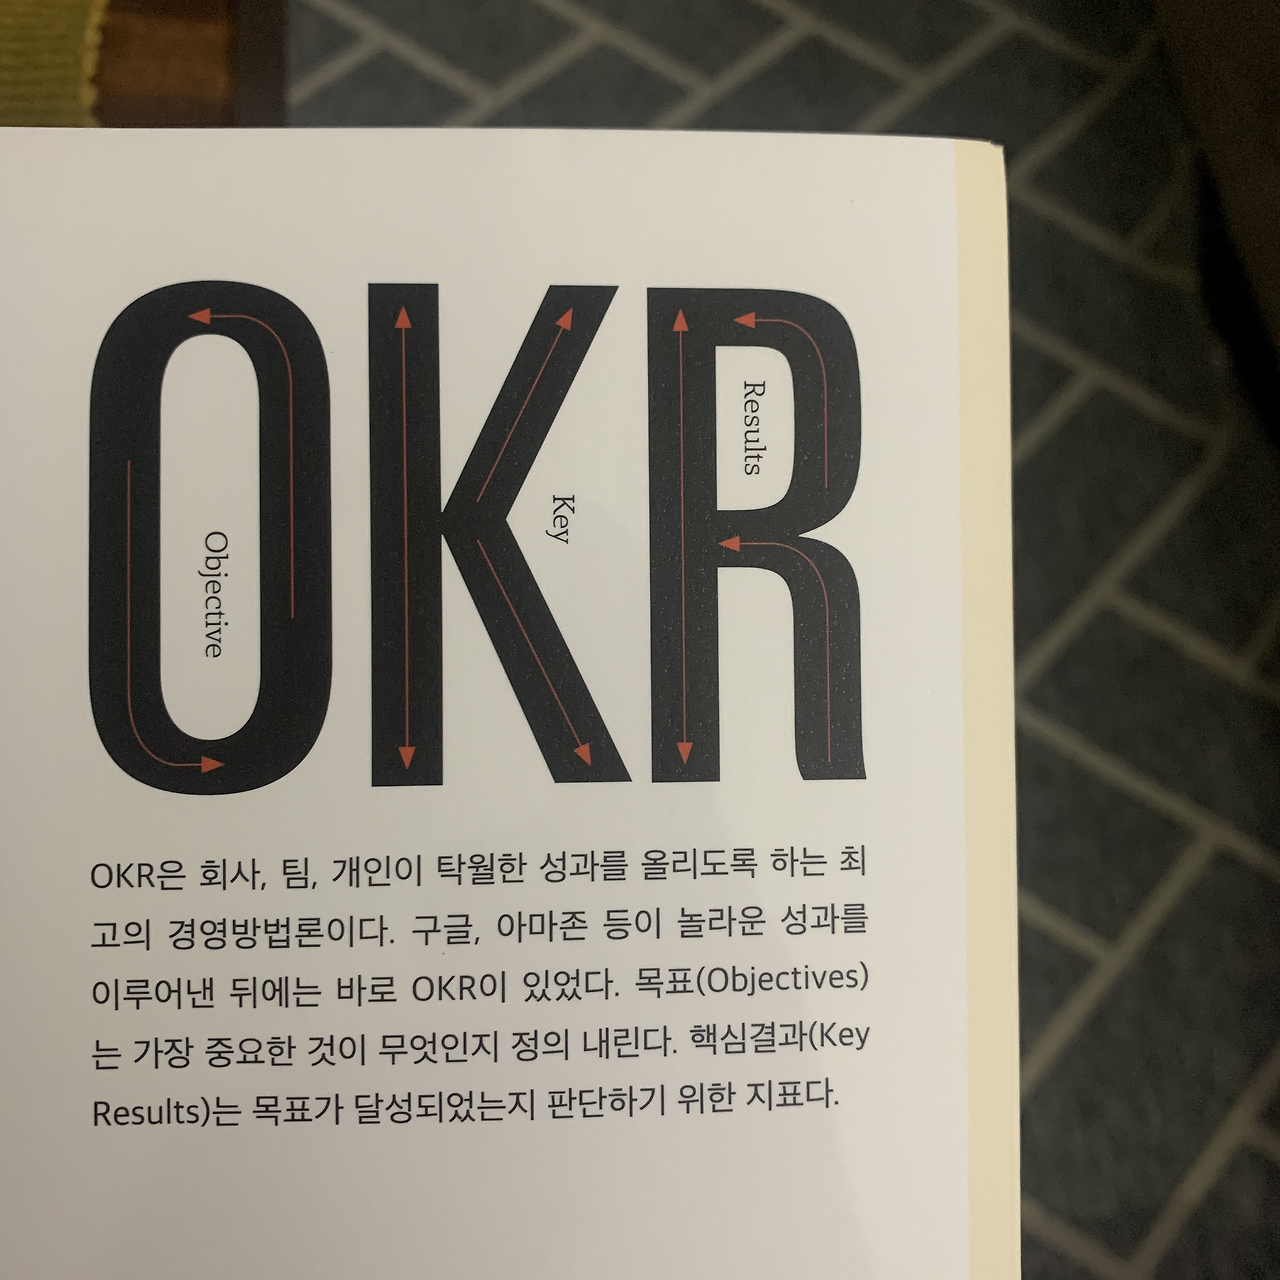 OKR
Objective
Key
Results
OKR은 회사, 팀, 개인이 탁월한 성과를 올리도록 하는 최
고의 경영방법론이다. 구글, 아마존 등이 놀라운 성과를
이루어낸 뒤에는 바로 OKR이 있었다. 목표(Objectives)
는 가장 중요한 것이 무엇인지 정의 내린다. 핵심결과(Key
Results)는 목표가 달성되었는지 판단하기 위한 지표다.